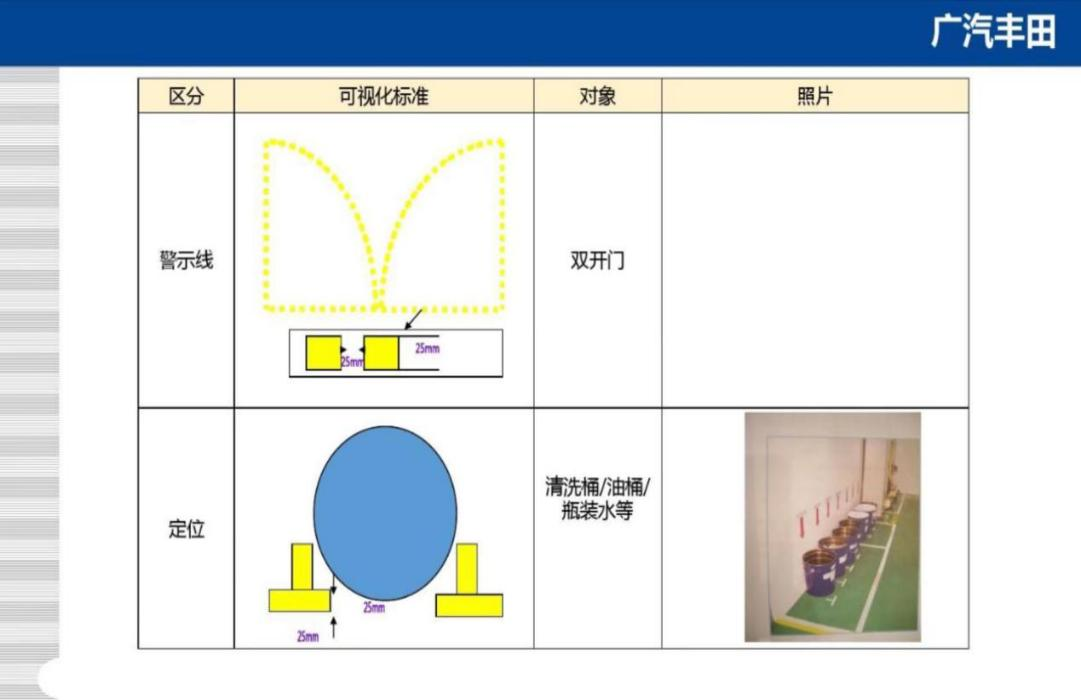 广汽丰田
区分
可视化标准
对象
照片
警示线
双开门
25mm
25mm
定位
清洗桶/油桶/
瓶装水等
25mm
25mm